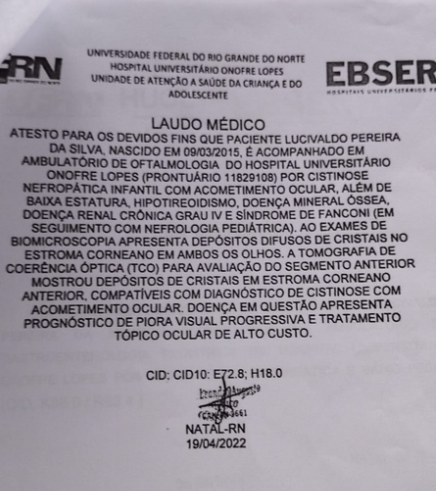 UNIVERSIDADE FEDERAL DO RIO GRANDE DO NORTE
HOSPITAL UNIVERSITÁRIO ONOFRE LOPES
UNIDADE DE ATENÇÃO A SAÚDE DA CRIANÇA E DO
ADOLESCENTE
RN
EBSER
HOSPITAIS UNIVERSITÁRIOS
LAUDO MÉDICO
ATESTO PARA OS DEVIDOS FINS QUE PACIENTE LUCIVALDO PEREIRA
DA SILVA, NASCIDO EM 09/03/2015, É ACOMPANHADO EM
AMBULATÓRIO DE OFTALMOLOGIA DO HOSPITAL UNIVERSITÁRIO
ONOFRE LOPES (PRONTUÁRIO 11829108) POR CISTINOSE
NEFROPÁTICA INFANTIL COM ACOMETIMENTO OCULAR, ALÉM DE
BAIXA ESTATURA, HIPOTIREOIDISMO, DOENÇA MINERAL ÓSSEA,
DOENÇA RENAL CRÔNICA GRAU IV E SÍNDROME DE FANCONI (EM
SEGUIMENTO COM NEFROLOGIA PEDIÁTRICA). AO EXAMES DE
BIOMICROSCOPIA APRESENTA DEPÓSITOS DIFUSOS DE CRISTAIS NO
ESTROMA CORNEANO EM AMBOS OS OLHOS. A TOMOGRAFIA DE
COERÊNCIA ÓPTICA (TCO) PARA AVALIAÇÃO DO SEGMENTO ANTERIOR
MOSTROU DEPÓSITOS DE CRISTAIS EM ESTROMA CORNEANO
ANTERIOR, COMPATÍVEIS COM DIAGNÓSTICO DE CISTINOSE COM
ACOMETIMENTO OCULAR. DOENÇA EM QUESTÃO APRESENTA
PROGNÓSTICO DE PIORA VISUAL PROGRESSIVA E TRATAMENTO
TÓPICO OCULAR DE ALTO CUSTO.
CID: CID10: E72.8; H18.0
NATAL-RN
19/04/2022